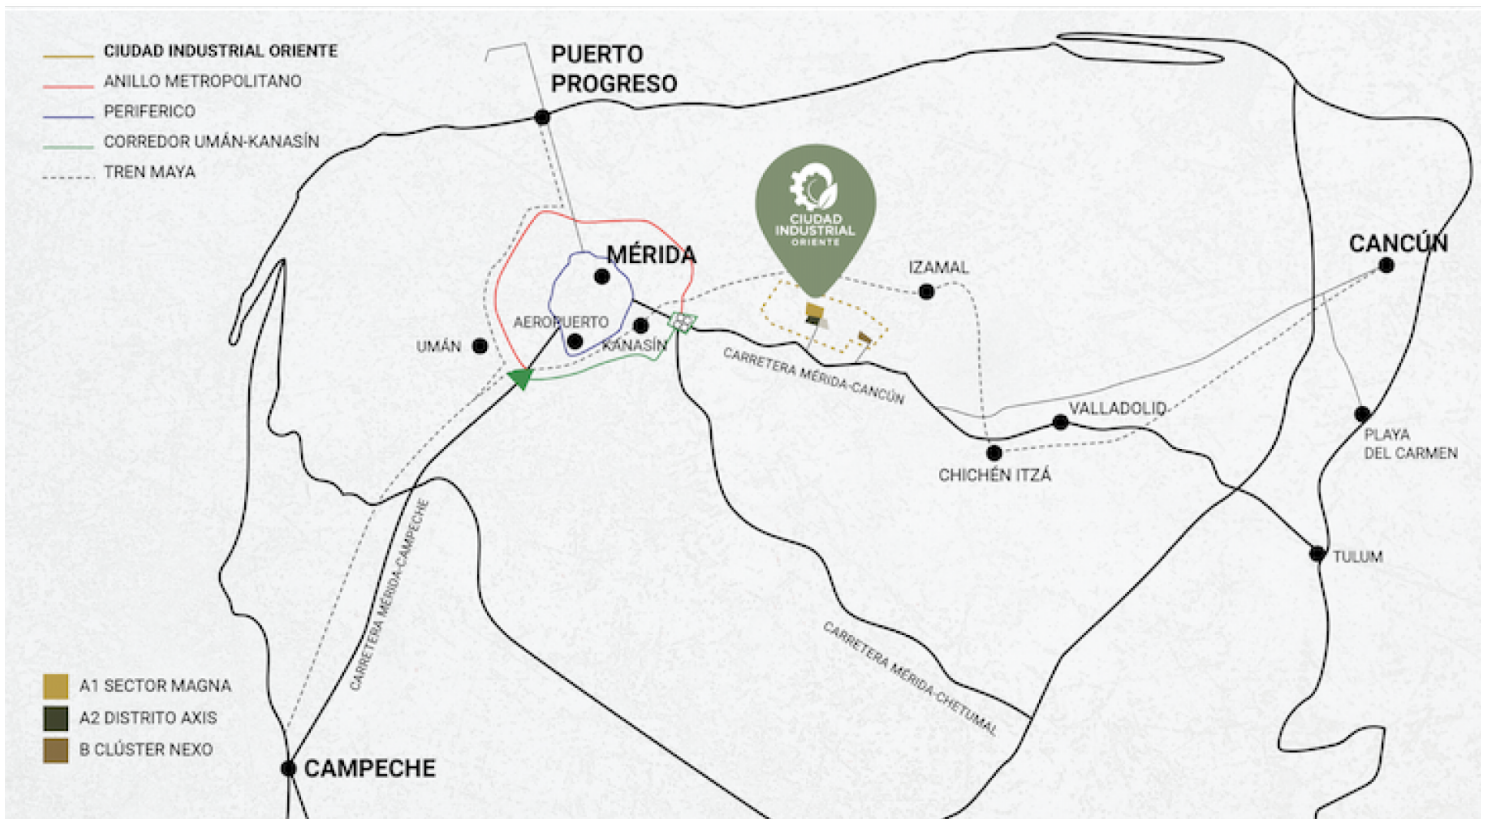 CIUDAD INDUSTRIAL ORIENTE
ANILLO METROPOLITANO
PERIFERICO
CORREDOR UMÁN-KANASÍN
TREN MAYA
PUERTO
PROGRESO
CIUDAD
INDUSTRIAL
ORIENTE
MÉRIDA
CANCÚN
IZAMAL
AEROPUERTO
UMÁN
KANASÍN
CARRETERA MÉRIDA-CANCÚN
VALLADOLID
PLAYA
DEL CARMEN
CHICHÉN ITZÁ
TULUM
CARRETERA MÉRIDA-CAMPECHE
CARRETERA MÉRIDA-CHETUMAL
A1 SECTOR MAGNA
A2 DISTRITO AXIS
B CLÚSTER NEXO
CAMPECHE